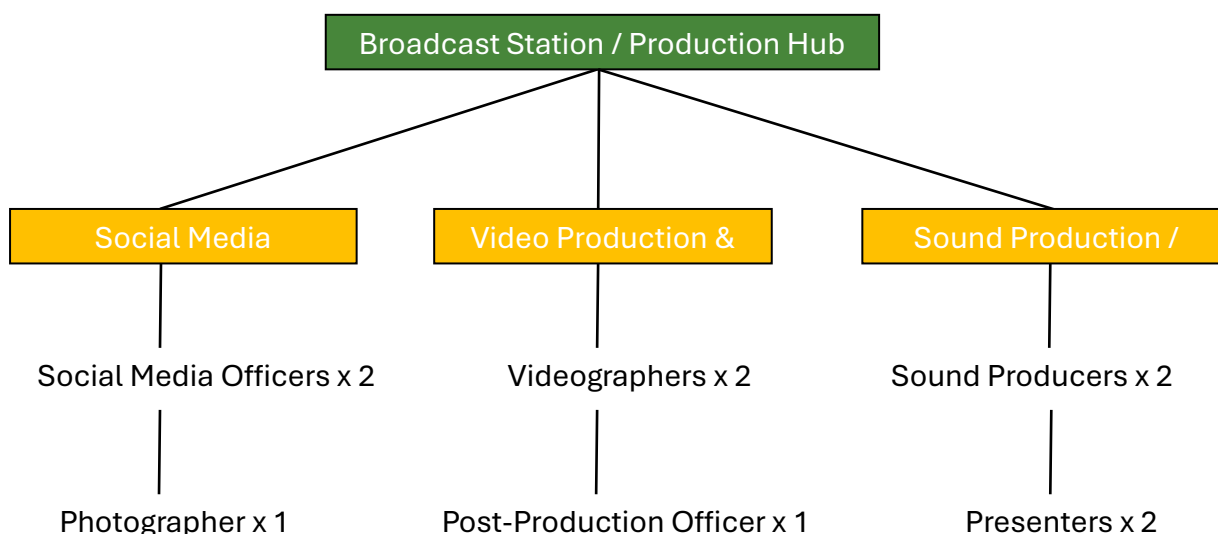 Broadcast Station / Production Hub
Social Media
Video Production &
Sound Production /
Social Media Officers x 2
Videographers x 2
Sound Producers x 2
Photographer x 1
Post-Production Officer x 1
Presenters x 2